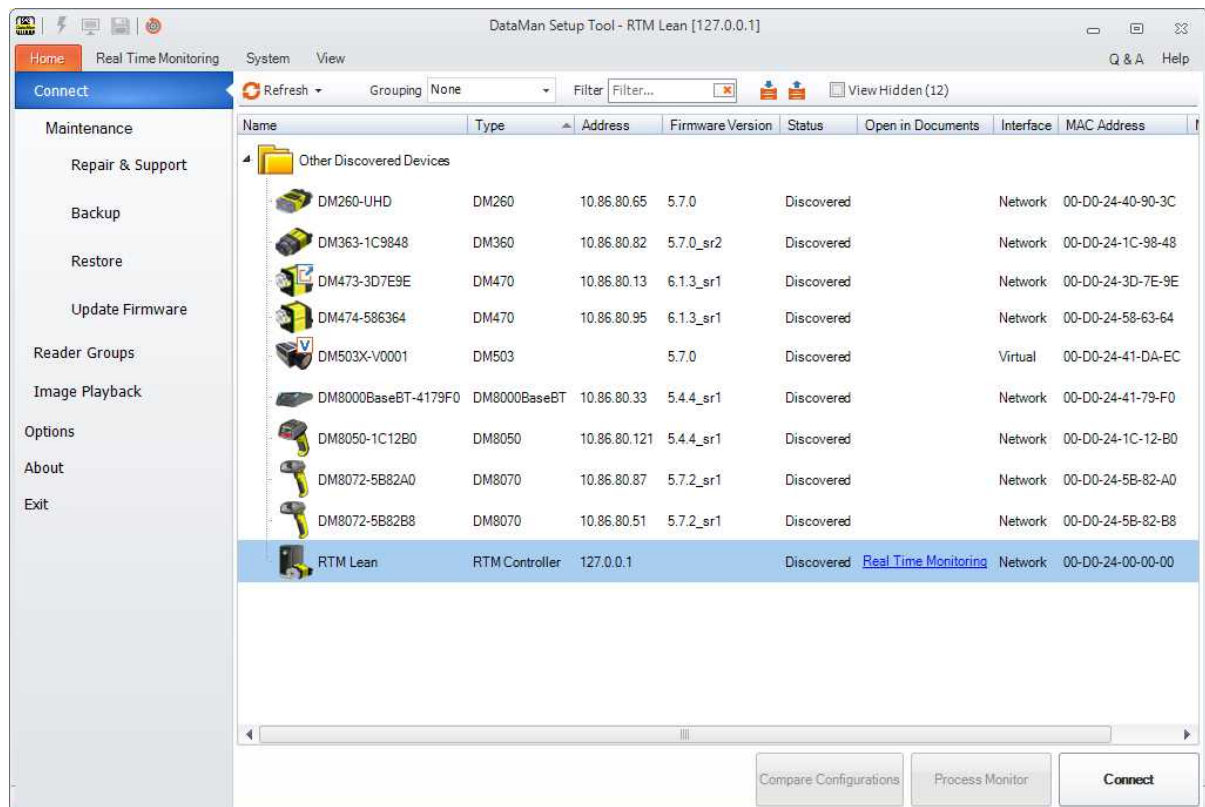 DataMan Setup Tool - RTM Lean [127.0.0.1]
Home Real Time Monitoring System View Q & A Help
Connect
Refresh Grouping None Filter Filter... View Hidden (12)
Maintenance
Repair & Support
Backup
Restore
Update Firmware
Reader Groups
Image Playback
Options
About
Exit
Name Type Address Firmware Version Status Open in Documents Interface MAC Address
Other Discovered Devices
DM260-UHD DM260 10.86.80.65 5.7.0 Discovered Network 00-D0-24-40-90-3C
DM363-1C9848 DM360 10.86.80.82 5.7.0_sr2 Discovered Network 00-D0-24-1C-98-48
DM473-3D7E9E DM470 10.86.80.13 6.1.3_sr1 Discovered Network 00-D0-24-3D-7E-9E
DM474-586364 DM470 10.86.80.95 6.1.3_sr1 Discovered Network 00-D0-24-58-63-64
V DM503X-V0001 DM503 5.7.0 Discovered Virtual 00-D0-24-41-DA-EC
DM8000BaseBT-4179F0 DM8000BaseBT 10.86.80.33 5.4.4_sr1 Discovered Network 00-D0-24-41-79-F0
DM8050-1C12B0 DM8050 10.86.80.121 5.4.4_sr1 Discovered Network 00-D0-24-1C-12-B0
DM8072-5B82A0 DM8070 10.86.80.87 5.7.2_sr1 Discovered Network 00-D0-24-5B-82-A0
DM8072-5B82B8 DM8070 10.86.80.51 5.7.2_sr1 Discovered Network 00-D0-24-5B-82-B8
RTM Lean RTM Controller 127.0.0.1 Discovered Real Time Monitoring Network 00-D0-24-00-00-00
Compare Configurations Process Monitor Connect